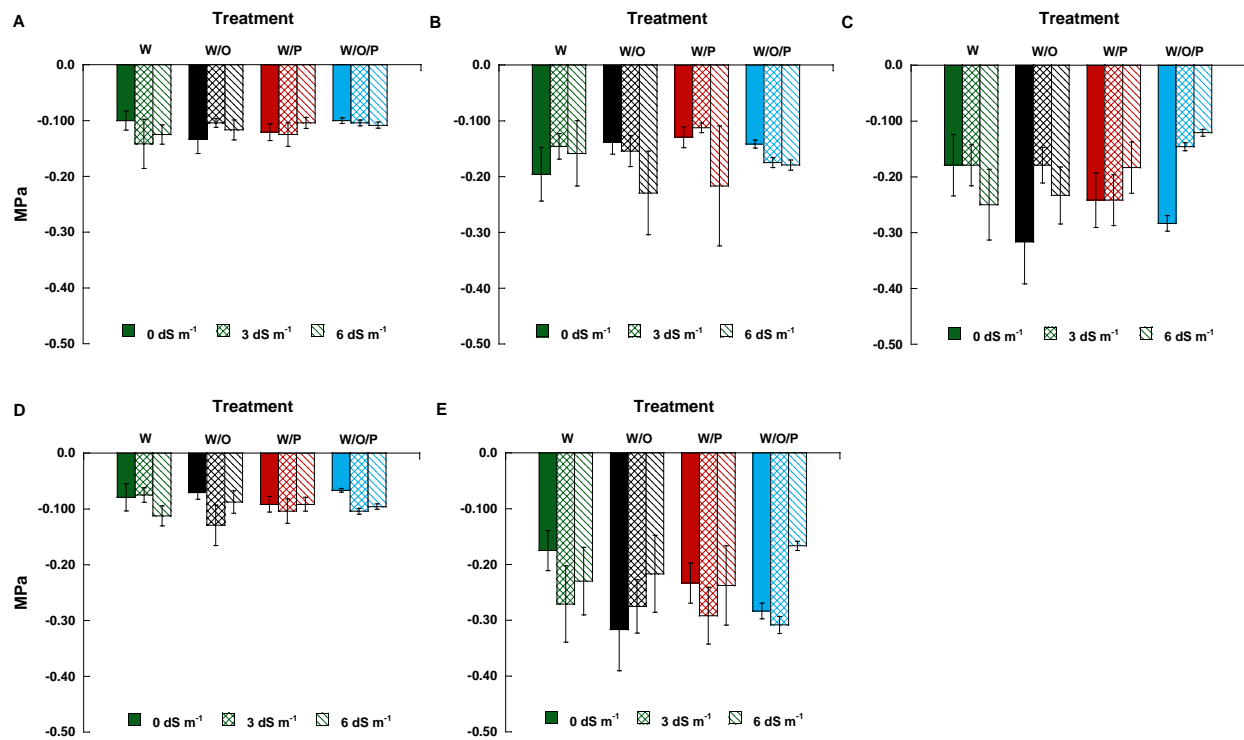 A
Treatment
W W/O W/P W/O/P
0.0
-0.100
-0.20
-0.30
-0.40
-0.50
MPa
0 dS m⁻¹ 3 dS m⁻¹ 6 dS m⁻¹
B
Treatment
W W/O W/P W/O/P
0.0
-0.100
-0.20
-0.30
-0.40
-0.50
0 dS m⁻¹ 3 dS m⁻¹ 6 dS m⁻¹
C
Treatment
W W/O W/P W/O/P
0.0
-0.100
-0.20
-0.30
-0.40
-0.50
0 dS m⁻¹ 3 dS m⁻¹ 6 dS m⁻¹
D
Treatment
W W/O W/P W/O/P
0.0
-0.100
-0.20
-0.30
-0.40
-0.50
MPa
0 dS m⁻¹ 3 dS m⁻¹ 6 dS m⁻¹
E
Treatment
W W/O W/P W/O/P
0.0
-0.100
-0.20
-0.30
-0.40
-0.50
0 dS m⁻¹ 3 dS m⁻¹ 6 dS m⁻¹